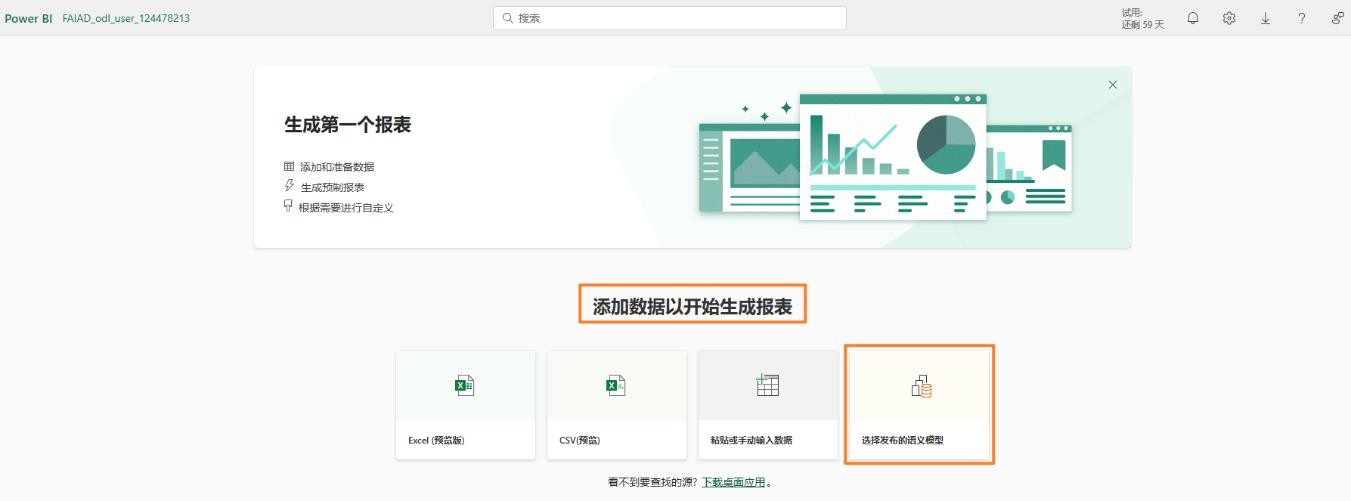 Power BI FAIAD_odl_user_124478213
搜索
试用:
还剩 59 天
生成第一个报表
添加和准备数据
生成预制报表
根据需要进行自定义
添加数据以开始生成报表
Excel (预览版)
CSV(预览)
粘贴或手动输入数据
选择发布的语义模型
看不到要查找的源? 下载桌面应用。